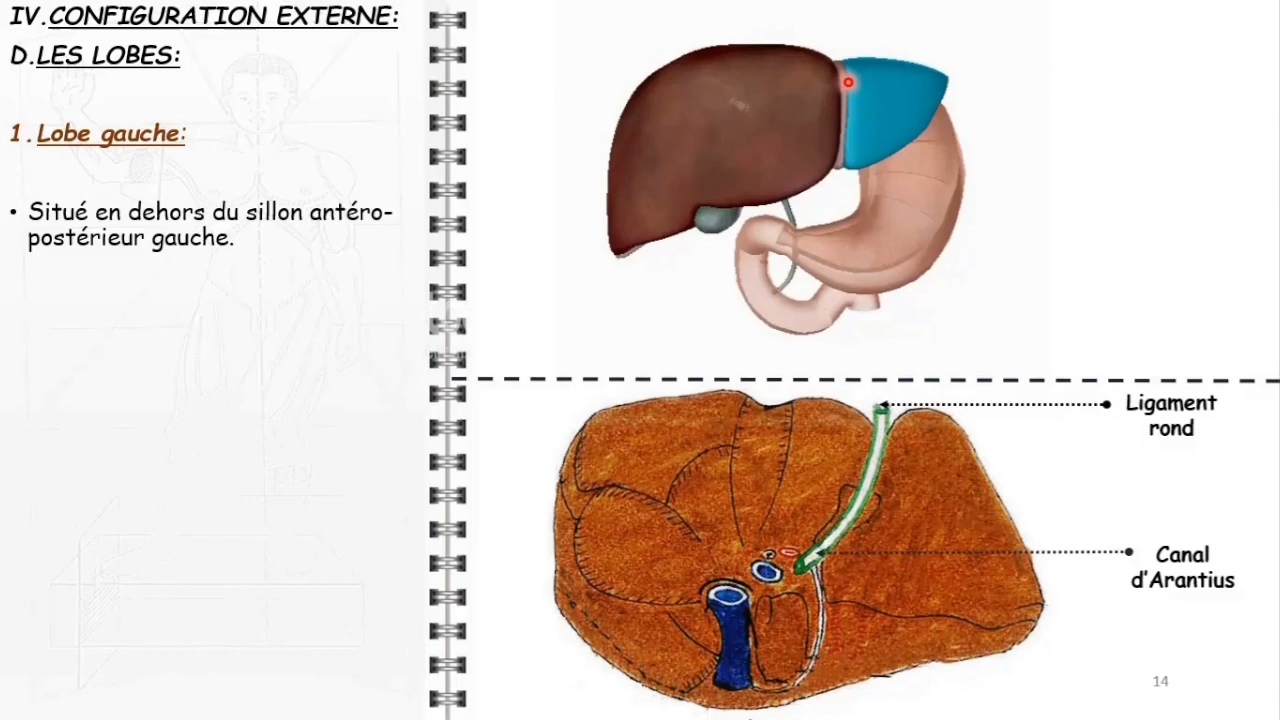 IV.CONFIGURATION EXTERNE:
D.LES LOBES:
1.Lobe gauche:
• Situé en dehors du sillon antéro-
postérieur gauche.
Ligament
rond
Canal
d'Arantius
14